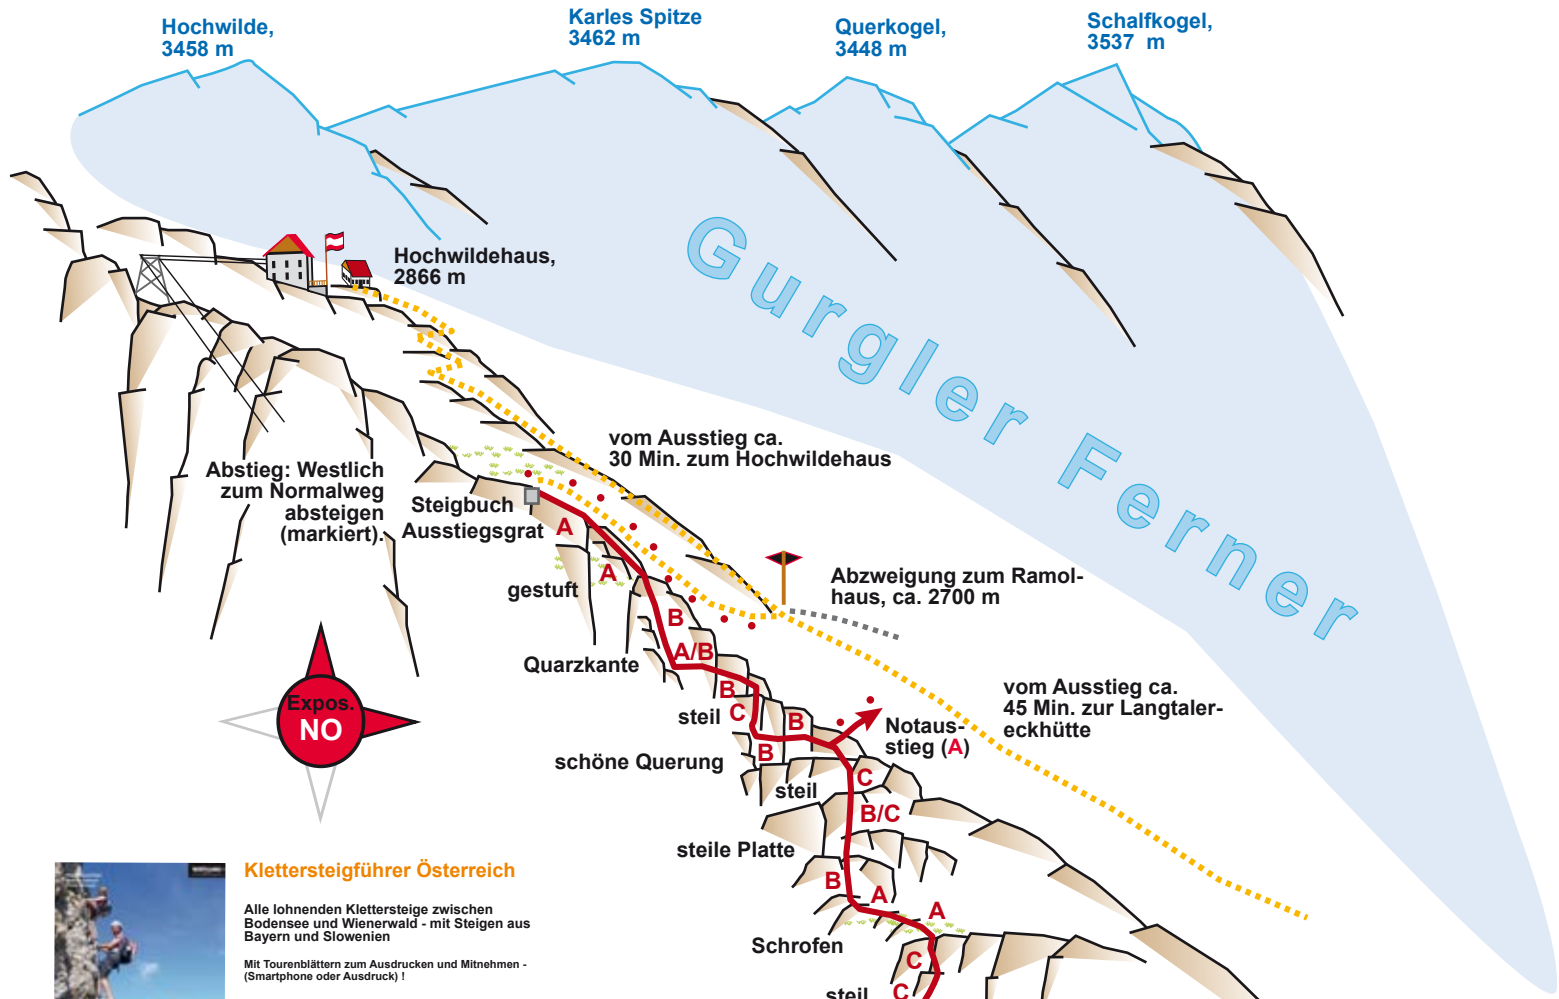 Hochwilde,
3458 m
Karles Spitze
3462 m
Querkogel,
3448 m
Schalfkogel,
3537 m
Hochwildehaus,
2866 m
Gurgler Ferner
vom Ausstieg ca.
30 Min. zum Hochwildehaus
Abstieg: Westlich
zum Normalweg
absteigen
(markiert).
Steigbuch
Ausstiegsgrat
A
A
gestuft
Abzweigung zum Ramol-
haus, ca. 2700 m
B
A/B
Quarzkante
B
steil
C
B
B
schöne Querung
Notaus-
stieg (A)
vom Ausstieg ca.
45 Min. zur Langtaler-
eckhütte
Expos.
NO
C
steil
B/C
steile Platte
B
A
A
Schrofen
C
steil
C
Klettersteigführer Österreich
Alle lohnenden Klettersteige zwischen
Bodensee und Wienerwald - mit Steigen aus
Bayern und Slowenien
Mit Tourenblättern zum Ausdrucken und Mitnehmen -
(Smartphone oder Ausdruck) !